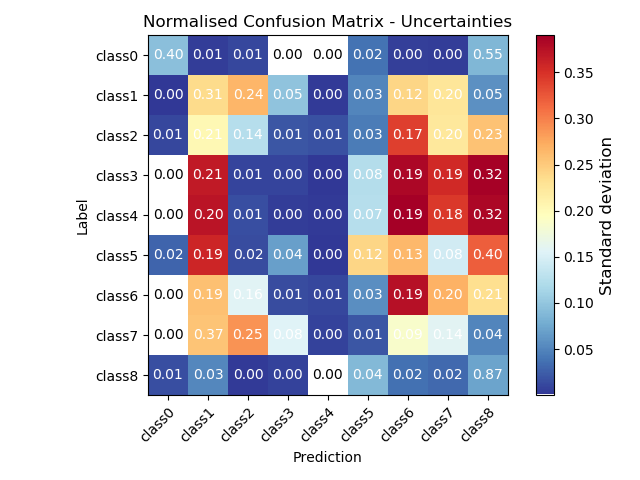 Normalised Confusion Matrix - Uncertainties
class0 0.40 0.01 0.01 0.00 0.00 0.02 0.00 0.00 0.55
class1 0.00 0.31 0.24 0.05 0.00 0.03 0.12 0.20 0.05
class2 0.01 0.21 0.14 0.01 0.01 0.03 0.17 0.20 0.23
class3 0.00 0.21 0.01 0.00 0.00 0.08 0.19 0.19 0.32
class4 0.00 0.20 0.01 0.00 0.00 0.07 0.19 0.18 0.32
class5 0.02 0.19 0.02 0.04 0.00 0.12 0.13 0.08 0.40
class6 0.00 0.19 0.16 0.01 0.01 0.03 0.19 0.20 0.21
class7 0.00 0.37 0.25 0.08 0.00 0.01 0.09 0.14 0.04
class8 0.01 0.03 0.00 0.00 0.00 0.04 0.02 0.02 0.87
class0 class1 class2 class3 class4 class5 class6 class7 class8
Prediction
Label
0.35
0.30
0.25
0.20
0.15
0.10
0.05
Standard deviation